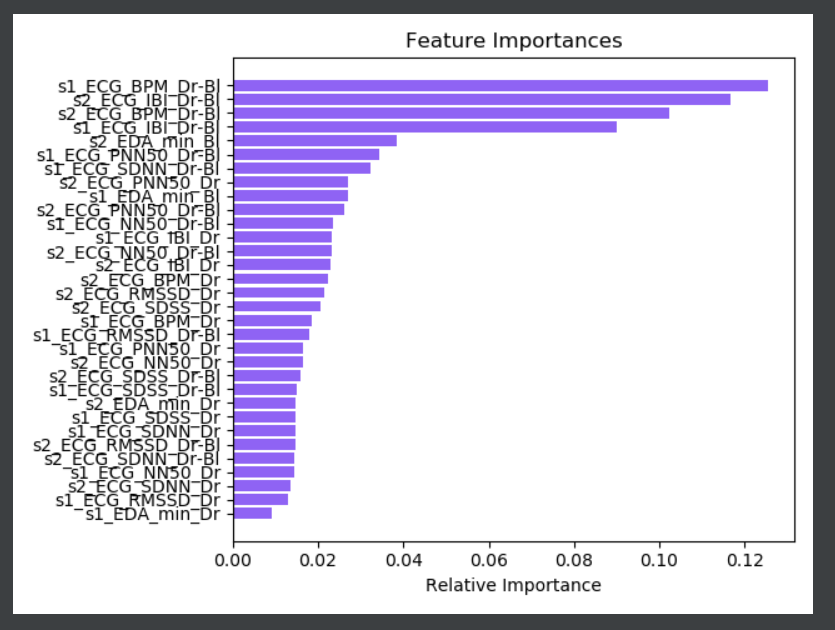 Feature Importances
s1_ECG_BPM_Dr-Bl
s2_ECG_IBI_Dr-Bl
s2_ECG_BPM_Dr-Bl
s1_ECG_IBI_Dr-Bl
s2_EDA_min_Bl
s1_ECG_PNN50_Dr-Bl
s1_ECG_SDNN_Dr-Bl
s2_ECG_PNN50_Dr
s1_EDA_min_Bl
s2_ECG_PNN50_Dr-Bl
s1_ECG_NN50_Dr-Bl
s1_ECG_IBI_Dr
s2_ECG_NN50_Dr-Bl
s2_ECG_IBI_Dr
s2_ECG_BPM_Dr
s2_ECG_RMSSD_Dr
s2_ECG_SDSS_Dr
s1_ECG_BPM_Dr
s1_ECG_RMSSD_Dr-Bl
s1_ECG_PNN50_Dr
s2_ECG_NN50_Dr
s2_ECG_SDSS_Dr-Bl
s1_ECG_SDSS_Dr-Bl
s2_EDA_min_Dr
s1_ECG_SDSS_Dr
s1_ECG_SDNN_Dr
s2_ECG_RMSSD_Dr-Bl
s2_ECG_SDNN_Dr-Bl
s1_ECG_NN50_Dr
s2_ECG_SDNN_Dr
s1_ECG_RMSSD_Dr
s1_EDA_min_Dr
0.00 0.02 0.04 0.06 0.08 0.10 0.12
Relative Importance